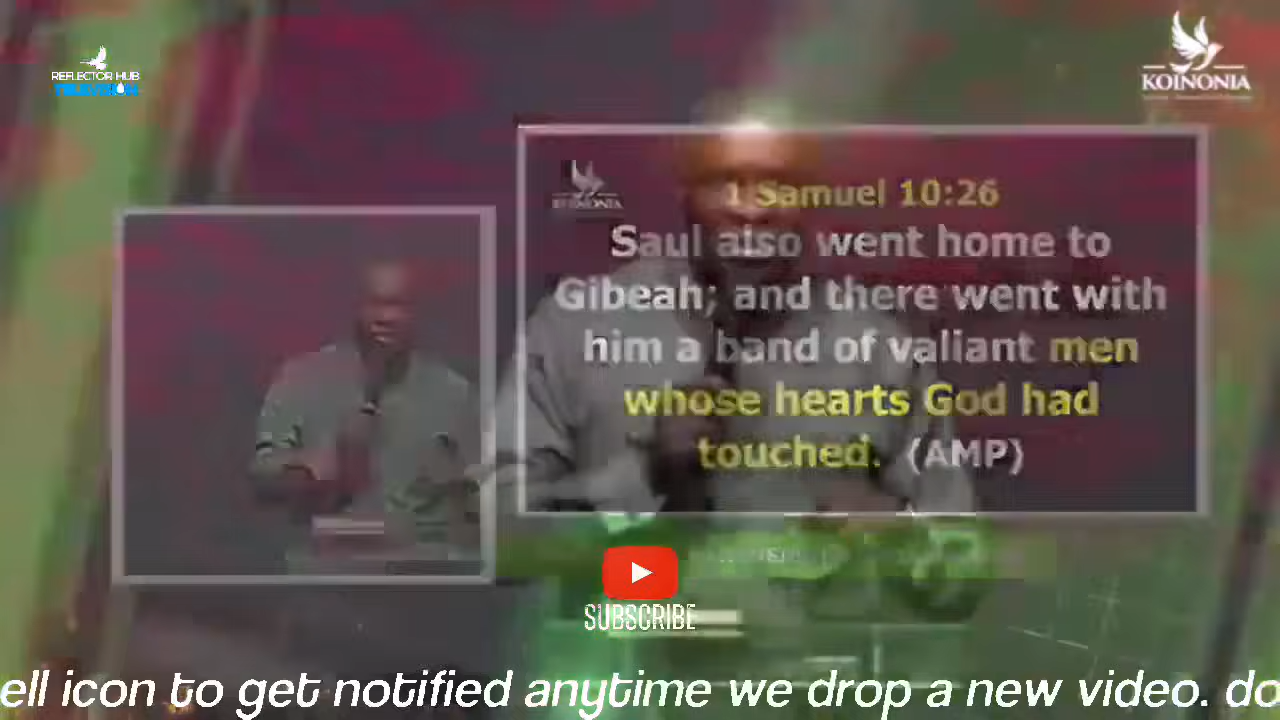 REFLECTOR HUB
TELEVISION
KOINONIA
KOINONIA
1 Samuel 10:26
Saul also went home to
Gibeah; and there went with
him a band of valiant men
whose hearts God had
touched. (AMP)
SUBSCRIBE
ell icon to get notified anytime we drop a new video. do